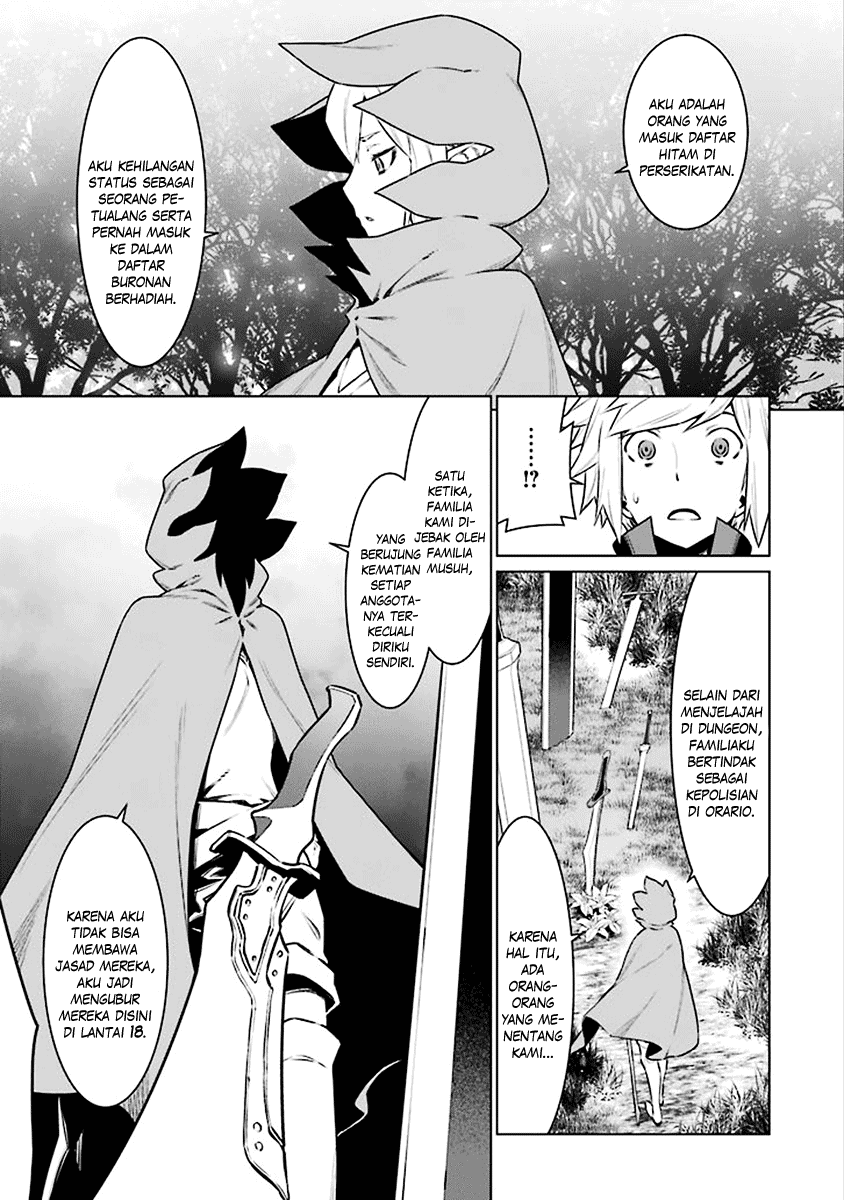 AKU ADALAH
ORANG YANG
MASUK DAFTAR
HITAM DI
PERSERIKATAN.
AKU KEHILANGAN
STATUS SEBAGAI
SEORANG PE-
TUALANG SERTA
PERNAH MASUK
KE DALAM
DAFTAR
BURONAN
BERHADIAH.
......
!?
SELAIN DARI
MENJELAJAH
DI DUNGEON,
FAMILIAKU
BERTINDAK
SEBAGAI
KEPOLISIAN
DI ORARIO.
KARENA
HAL ITU,
ADA
ORANG-
ORANG
YANG ME-
NENTANG
KAMI...
SATU
KETIKA,
FAMILIA
KAMI DI-
JEBAK OLEH
FAMILIA
MUSUH,
YANG
BERUJUNG
KEMATIAN
SETIAP
ANGGOTA-
NYA TER-
KECUALI
DIRIKU
SENDIRI.
KARENA AKU
TIDAK BISA
MEMBAWA
JASAD MEREKA,
AKU JADI
MENGUBUR
MEREKA DISINI
DI LANTAI 18.